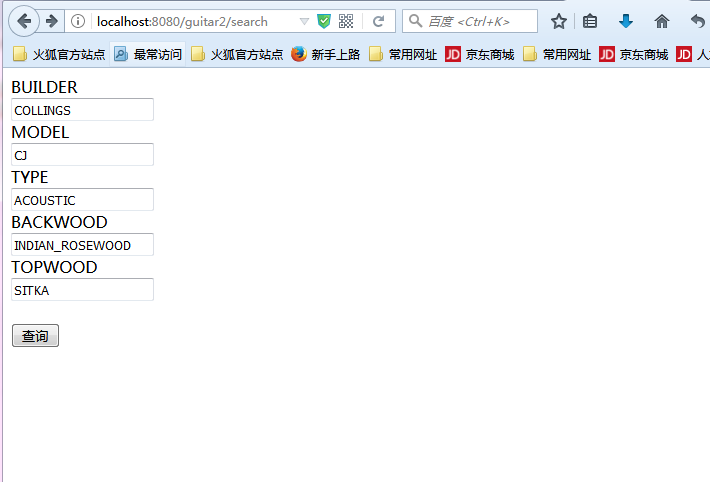 localhost:8080/guitar2/search
百度 <Ctrl+K>
火狐官方站点 最常访问 火狐官方站点 新手上路 常用网址 JD 京东商城 常用网址 JD 京东商城 JD 人
BUILDER
COLLINGS
MODEL
CJ
TYPE
ACOUSTIC
BACKWOOD
INDIAN_ROSEWOOD
TOPWOOD
SITKA
查询